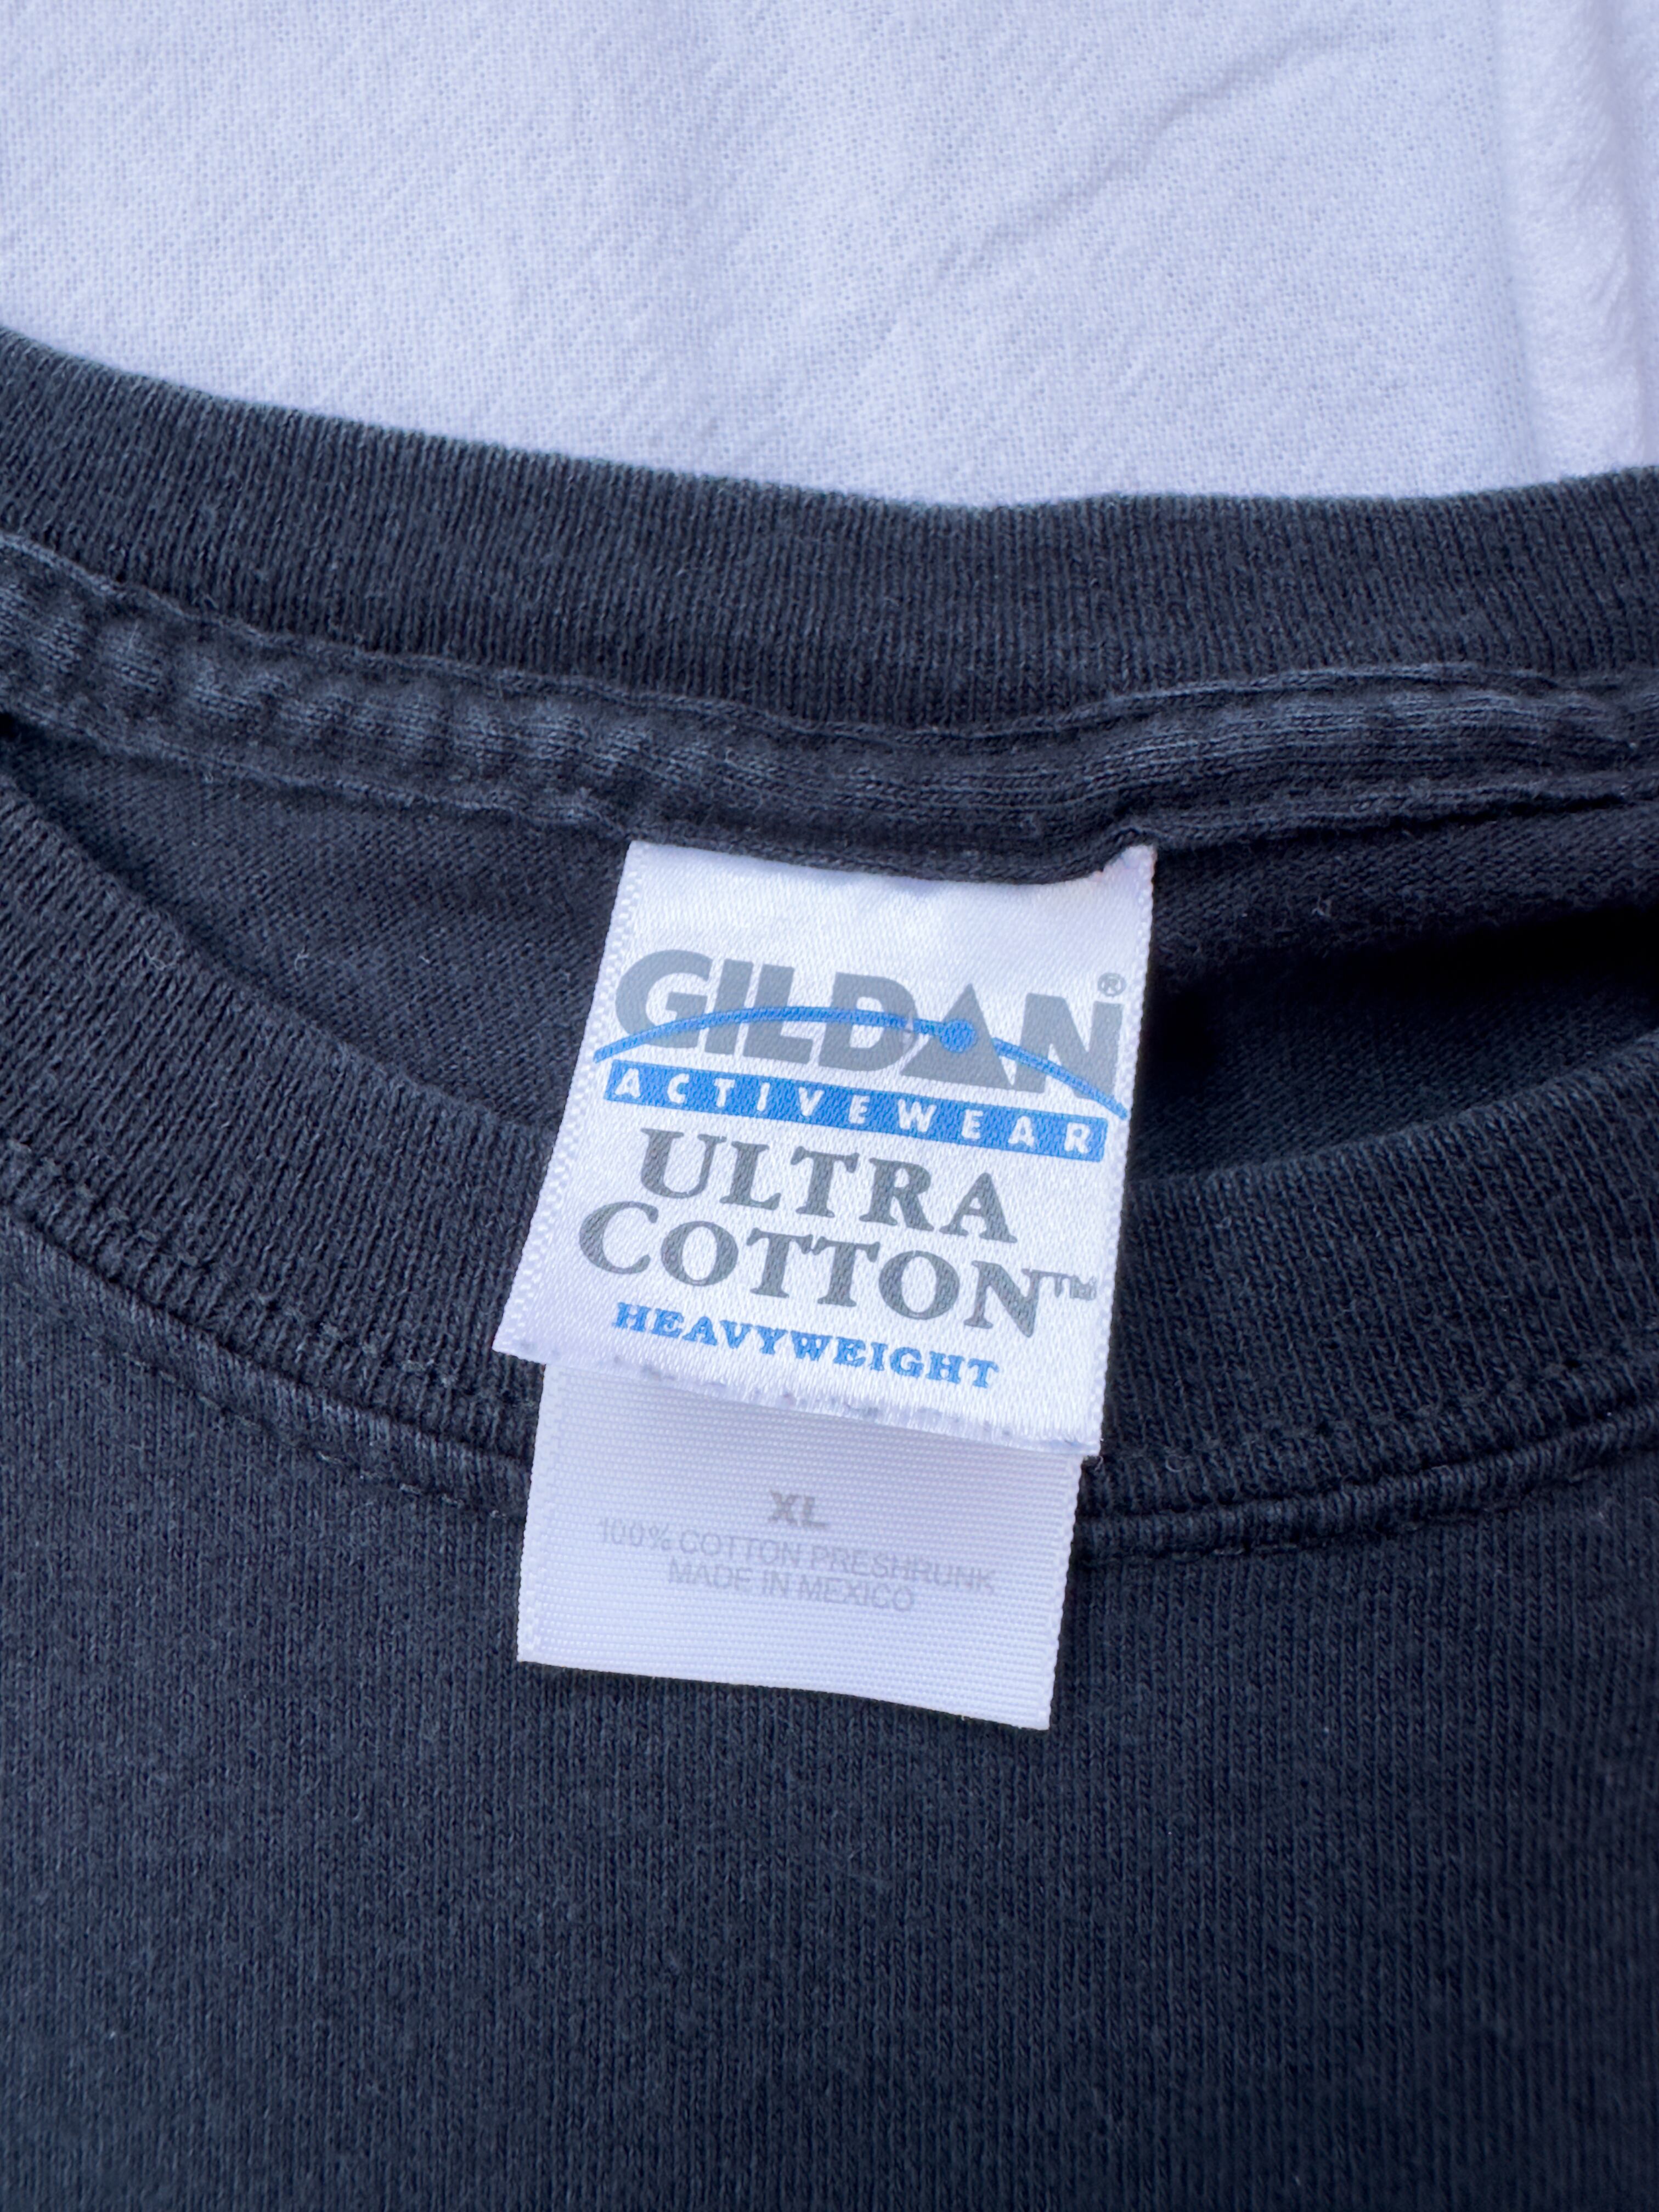 GILDAN®
ACTIVEWEAR
ULTRA
COTTON™
HEAVYWEIGHT
XL
100% COTTON PRESHRUNK
MADE IN MEXICO